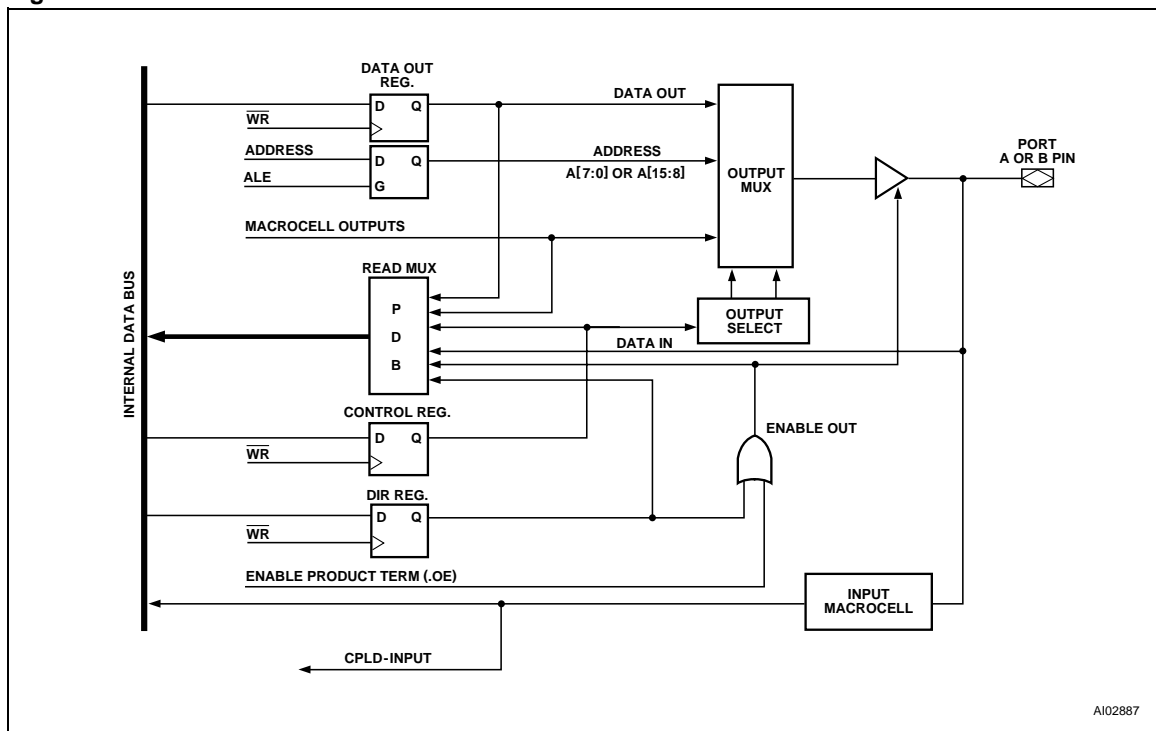 DATA OUT
REG.
D Q
WR
DATA OUT
ADDRESS
ALE
D Q
G
ADDRESS
A[7:0] OR A[15:8]
OUTPUT
MUX
PORT
A OR B PIN
MACROCELL OUTPUTS
READ MUX
P
D
B
OUTPUT
SELECT
DATA IN
INTERNAL DATA BUS
CONTROL REG.
D Q
WR
ENABLE OUT
DIR REG.
D Q
WR
ENABLE PRODUCT TERM (.OE)
INPUT
MACROCELL
CPLD-INPUT
AI02887